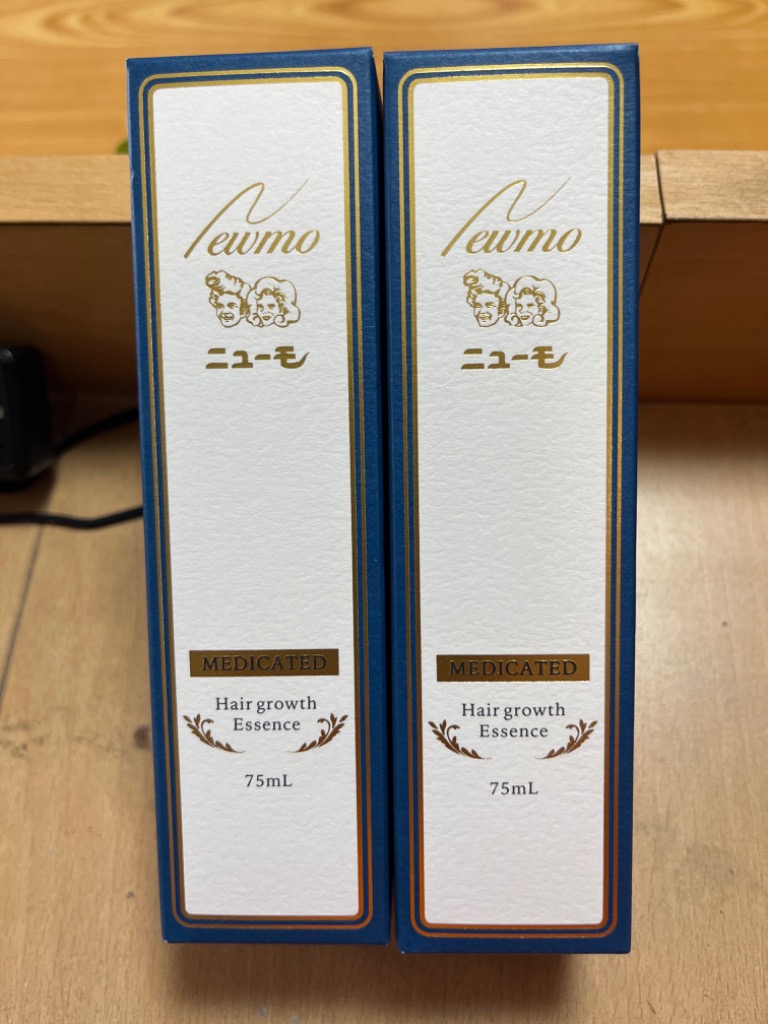 Newmo
ニューモ
MEDICATED
Hair growth
Essence
75mL
Newmo
ニューモ
MEDICATED
Hair growth
Essence
75mL